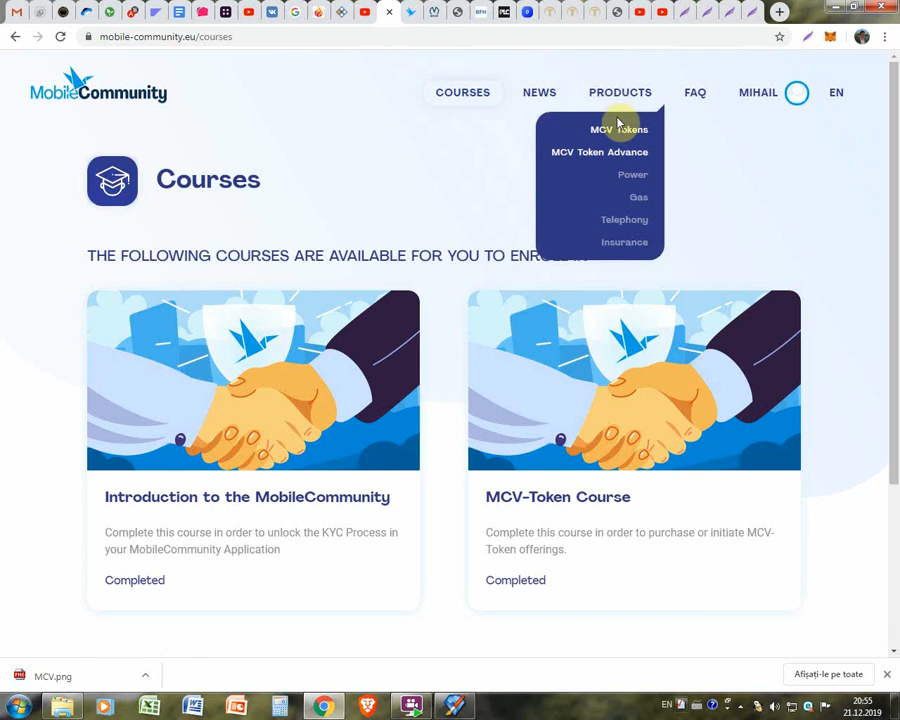 mobile-community.eu/courses
MobileCommunity
COURSES NEWS PRODUCTS FAQ MIHAIL EN
MCV Tokens
MCV Token Advance
Power
Gas
Telephony
Insurance
Courses
THE FOLLOWING COURSES ARE AVAILABLE FOR YOU TO ENROLL IN
Introduction to the MobileCommunity
Complete this course in order to unlock the KYC Process in
your MobileCommunity Application
Completed
MCV-Token Course
Complete this course in order to purchase or initiate MCV-
Token offerings.
Completed
MCV.png
Afișați-le pe toate
EN
20:55
21.12.2019